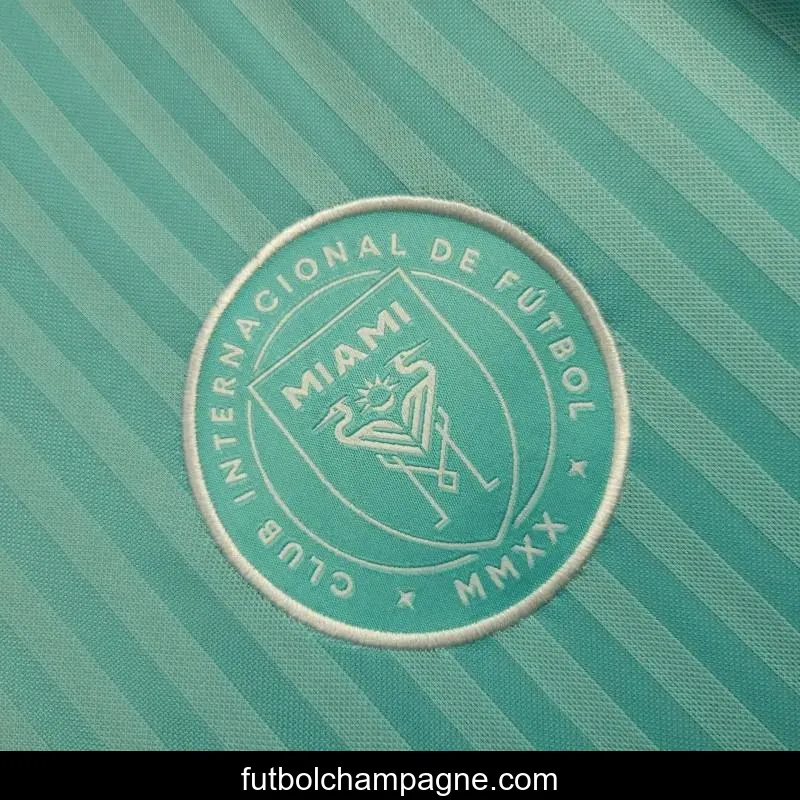 CLUB INTERNACIONAL DE FÚTBOL
MIAMI
MMXX
futbolchampagne.com